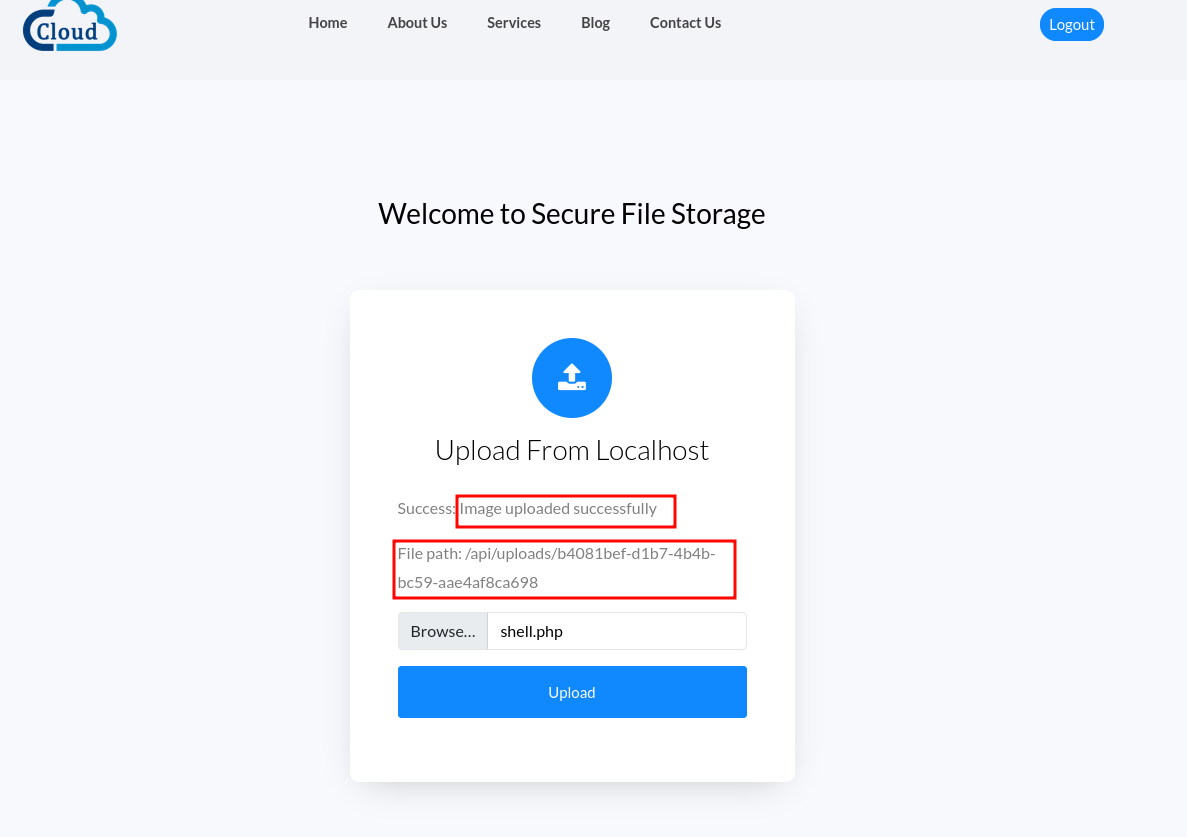 Cloud
Home About Us Services Blog Contact Us Logout
Welcome to Secure File Storage
Upload From Localhost
Success: Image uploaded successfully
File path: /api/uploads/b4081bef-d1b7-4b4b-
bc59-aae4af8ca698
Browse... shell.php
Upload